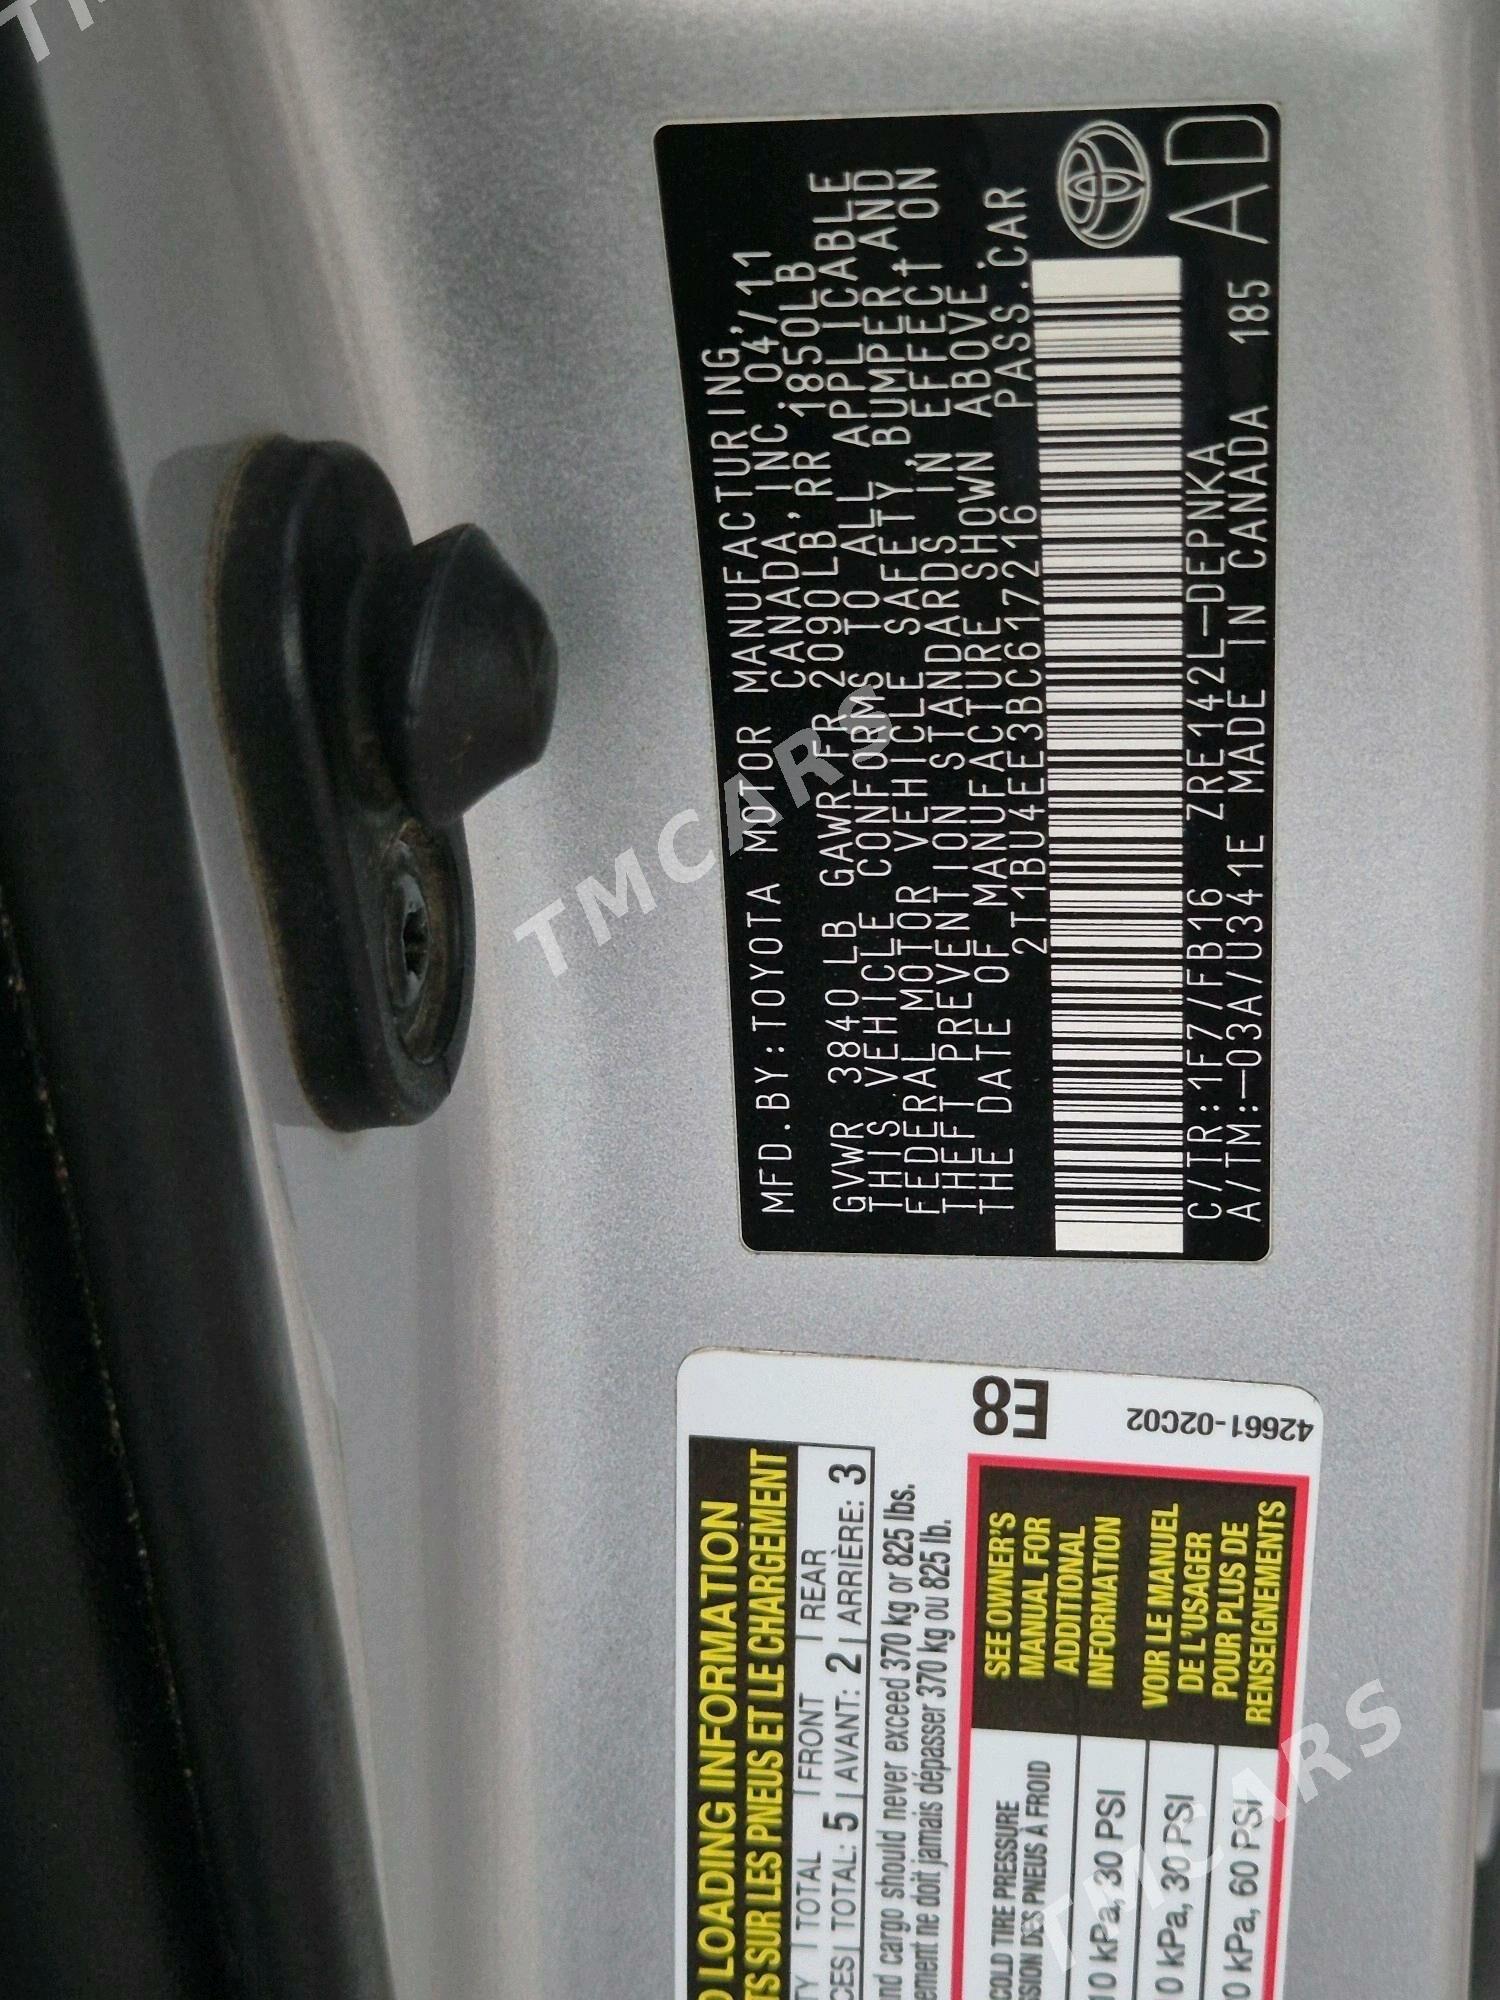 MFD.BY:TOYOTA MOTOR MANUFACTURING,
CANADA, INC. 04/11
GVWR 3840 LB GAWR FR 2090LB, RR 1850LB
THIS VEHICLE CONFORMS TO ALL APPLICABLE
FEDERAL MOTOR VEHICLE SAFETY, BUMPER AND
THEFT PREVENTION STANDARDS IN EFFECT ON
THE DATE OF MANUFACTURE SHOWN ABOVE.
2T1BU4EE3BC617216 PASS.CAR
C/TR:1F7/FB16 ZRE142L-DEPNKA
A/TM:-03A/U341E MADE IN CANADA 185
AD
LOADING INFORMATION
SUR LES PNEUS ET LE CHARGEMENT
TOTAL FRONT REAR
TOTAL: 5 AVANT: 2 ARRIÈRE: 3
cargo should never exceed 370 kg or 825 lbs.
ne doit jamais dépasser 370 kg ou 825 lb.
E8
42661-02C02
COLD TIRE PRESSURE
DES PNEUS À FROID
kPa, 30 PSI
kPa, 30 PSI
kPa, 60 PSI
SEE OWNER'S
MANUAL FOR
ADDITIONAL
INFORMATION
VOIR LE MANUEL
DE L'USAGER
POUR PLUS DE
RENSEIGNEMENTS
TMCARS
TMCARS